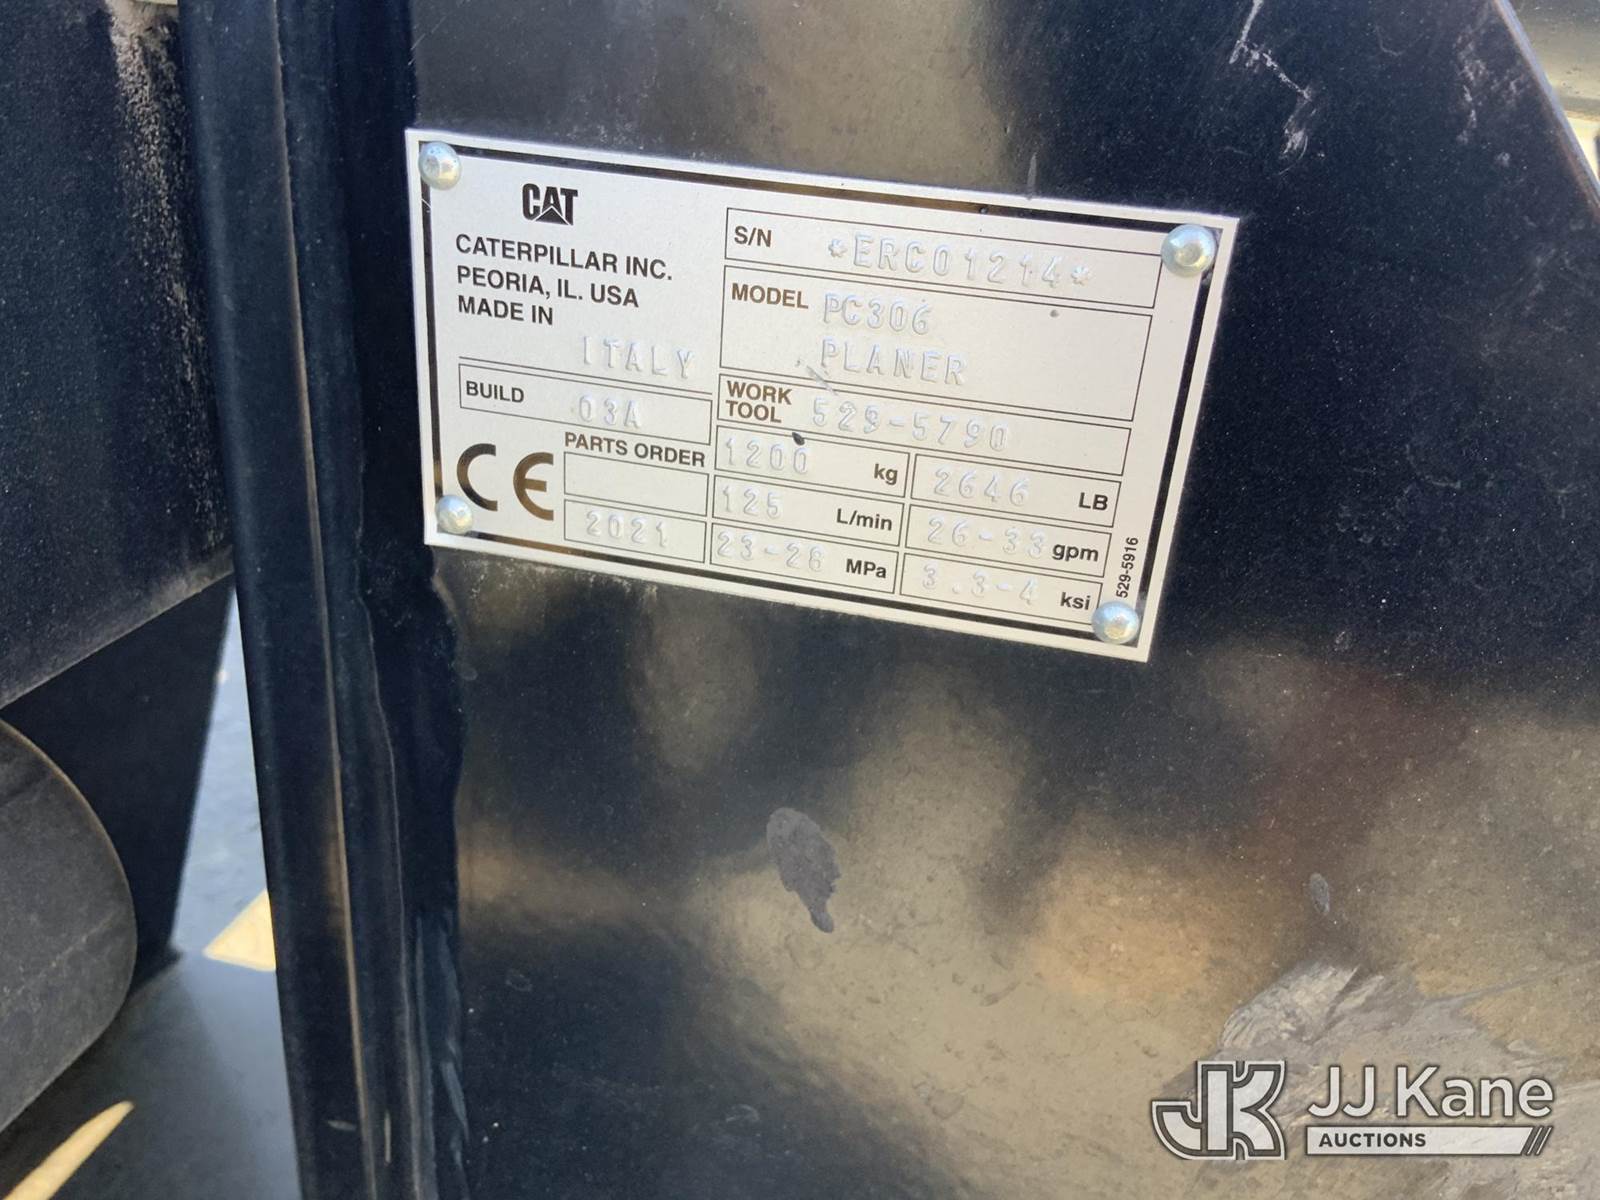 CAT
CATERPILLAR INC.
PEORIA, IL. USA
MADE IN
ITALY
BUILD 03A
PARTS ORDER
2021
CE
S/N *ERC01214*
MODEL PC306
PLANER
WORK TOOL 529-5790
1200 kg 2646 LB
125 L/min 26-33 gpm
23-28 MPa 3.3-4 ksi
529-5916
JK JJ Kane
AUCTIONS